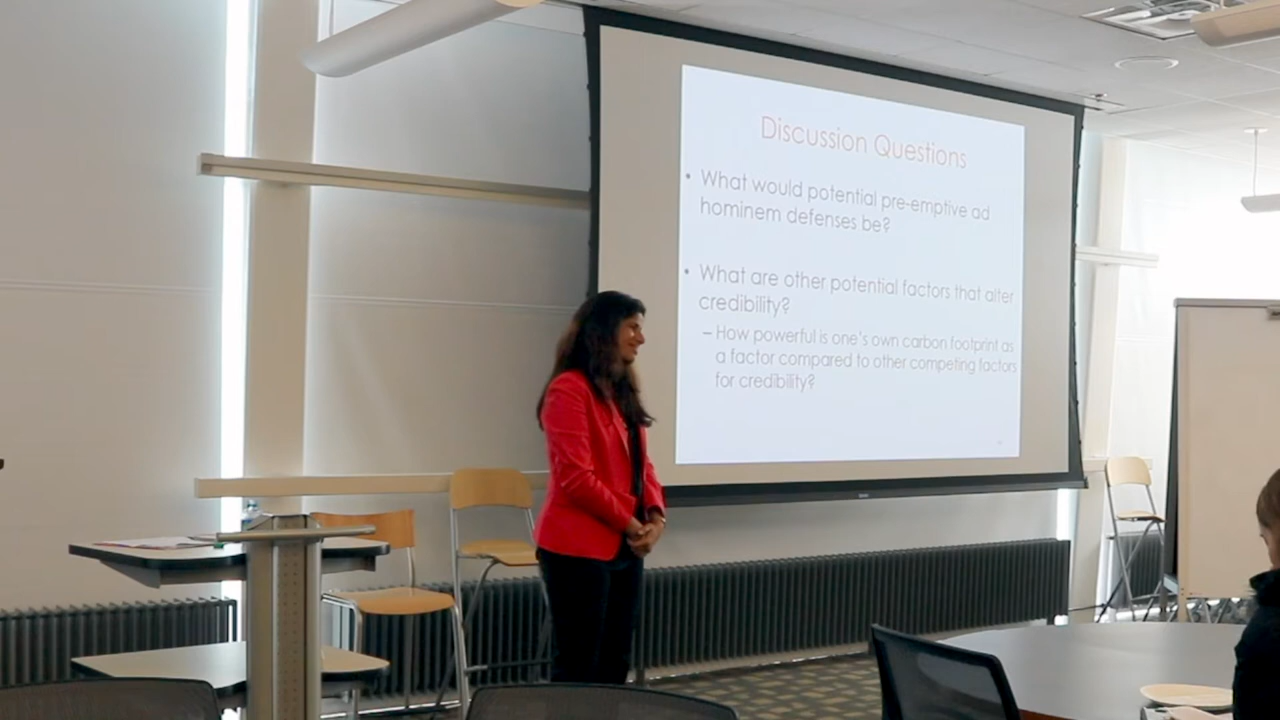 Discussion Questions
• What would potential pre-emptive ad
hominem defenses be?
• What are other potential factors that alter
credibility?
– How powerful is one's own carbon footprint as
a factor compared to other competing factors
for credibility?